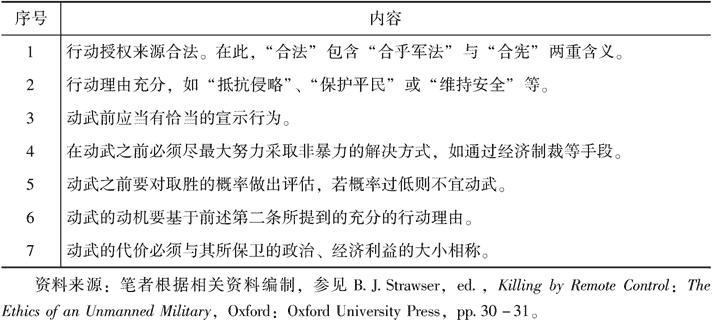 序号 内容
1 行动授权来源合法。在此，“合法”包含“合乎军法”与“合宪”两重含义。
2 行动理由充分，如“抵抗侵略”、“保护平民”或“维持安全”等。
3 动武前应当有恰当的宣示行为。
4 在动武之前必须尽最大努力采取非暴力的解决方式，如通过经济制裁等手段。
5 动武之前要对取胜的概率做出评估，若概率过低则不宜动武。
6 动武的动机要基于前述第二条所提到的充分的行动理由。
7 动武的代价必须与其所保卫的政治、经济利益的大小相称。
资料来源：笔者根据相关资料编制，参见 B. J. Strawser, ed., Killing by Remote Control: The
Ethics of an Unmanned Military, Oxford: Oxford University Press, pp. 30－31。